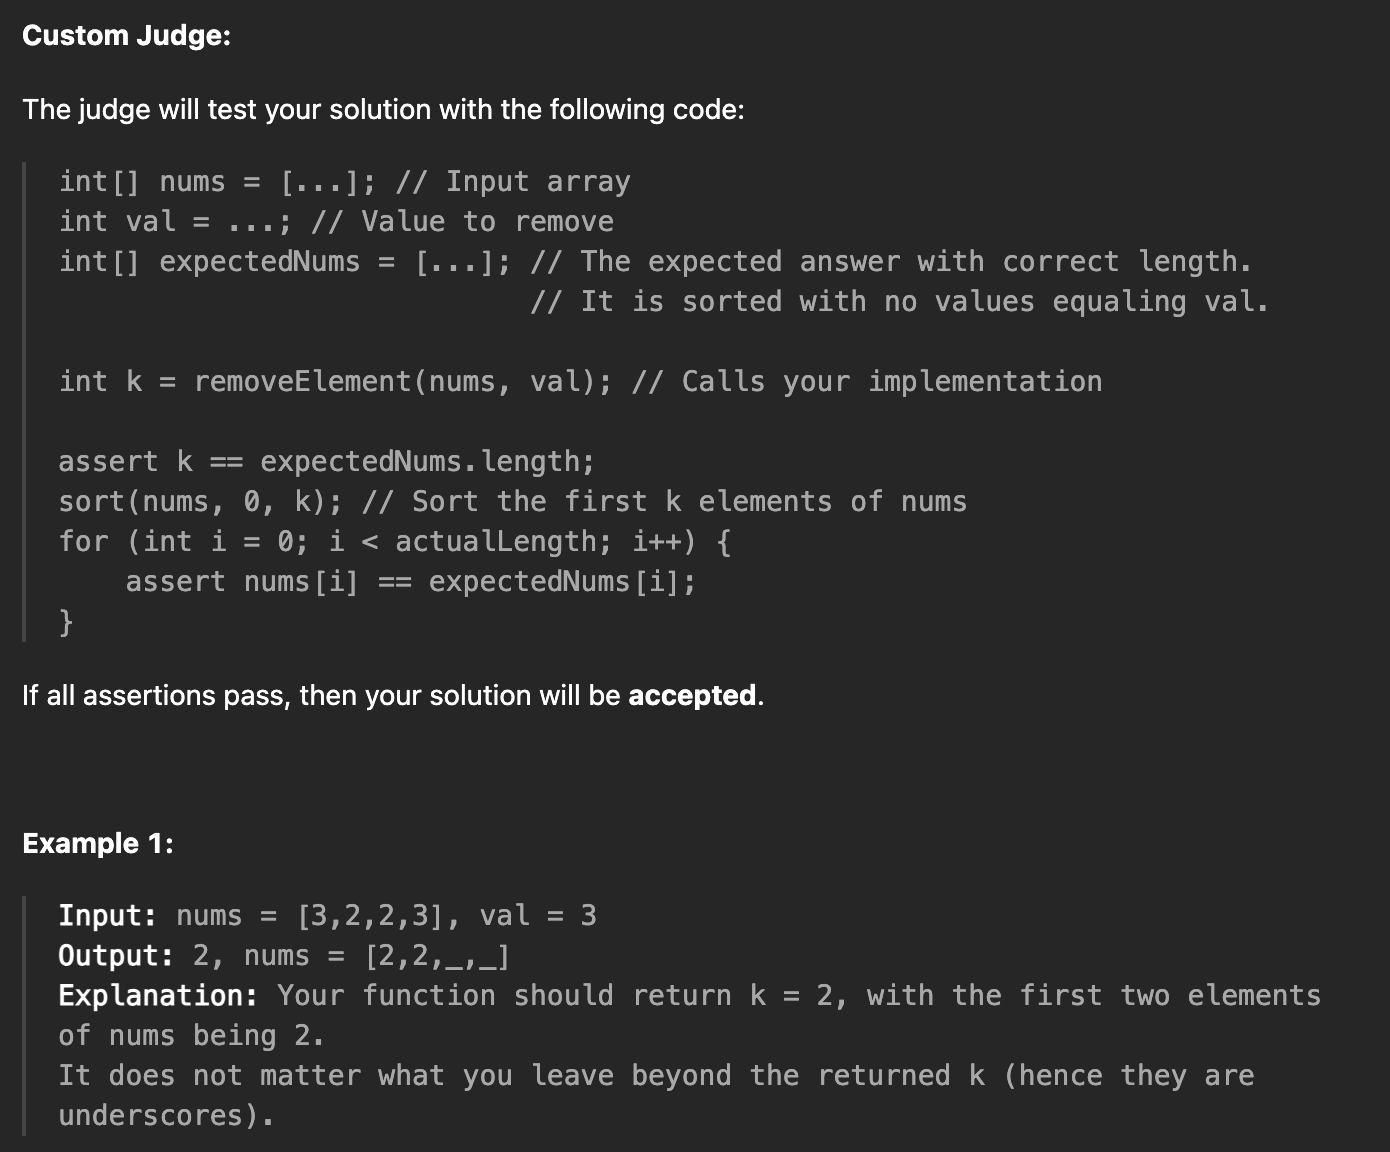 Custom Judge:
The judge will test your solution with the following code:
int[] nums = [...]; // Input array
int val = ...; // Value to remove
int[] expectedNums = [...]; // The expected answer with correct length.
                            // It is sorted with no values equaling val.
int k = removeElement(nums, val); // Calls your implementation
assert k == expectedNums.length;
sort(nums, 0, k); // Sort the first k elements of nums
for (int i = 0; i < actualLength; i++) {
    assert nums[i] == expectedNums[i];
}
If all assertions pass, then your solution will be accepted.
Example 1:
Input: nums = [3,2,2,3], val = 3
Output: 2, nums = [2,2,_,_]
Explanation: Your function should return k = 2, with the first two elements
of nums being 2.
It does not matter what you leave beyond the returned k (hence they are
underscores).